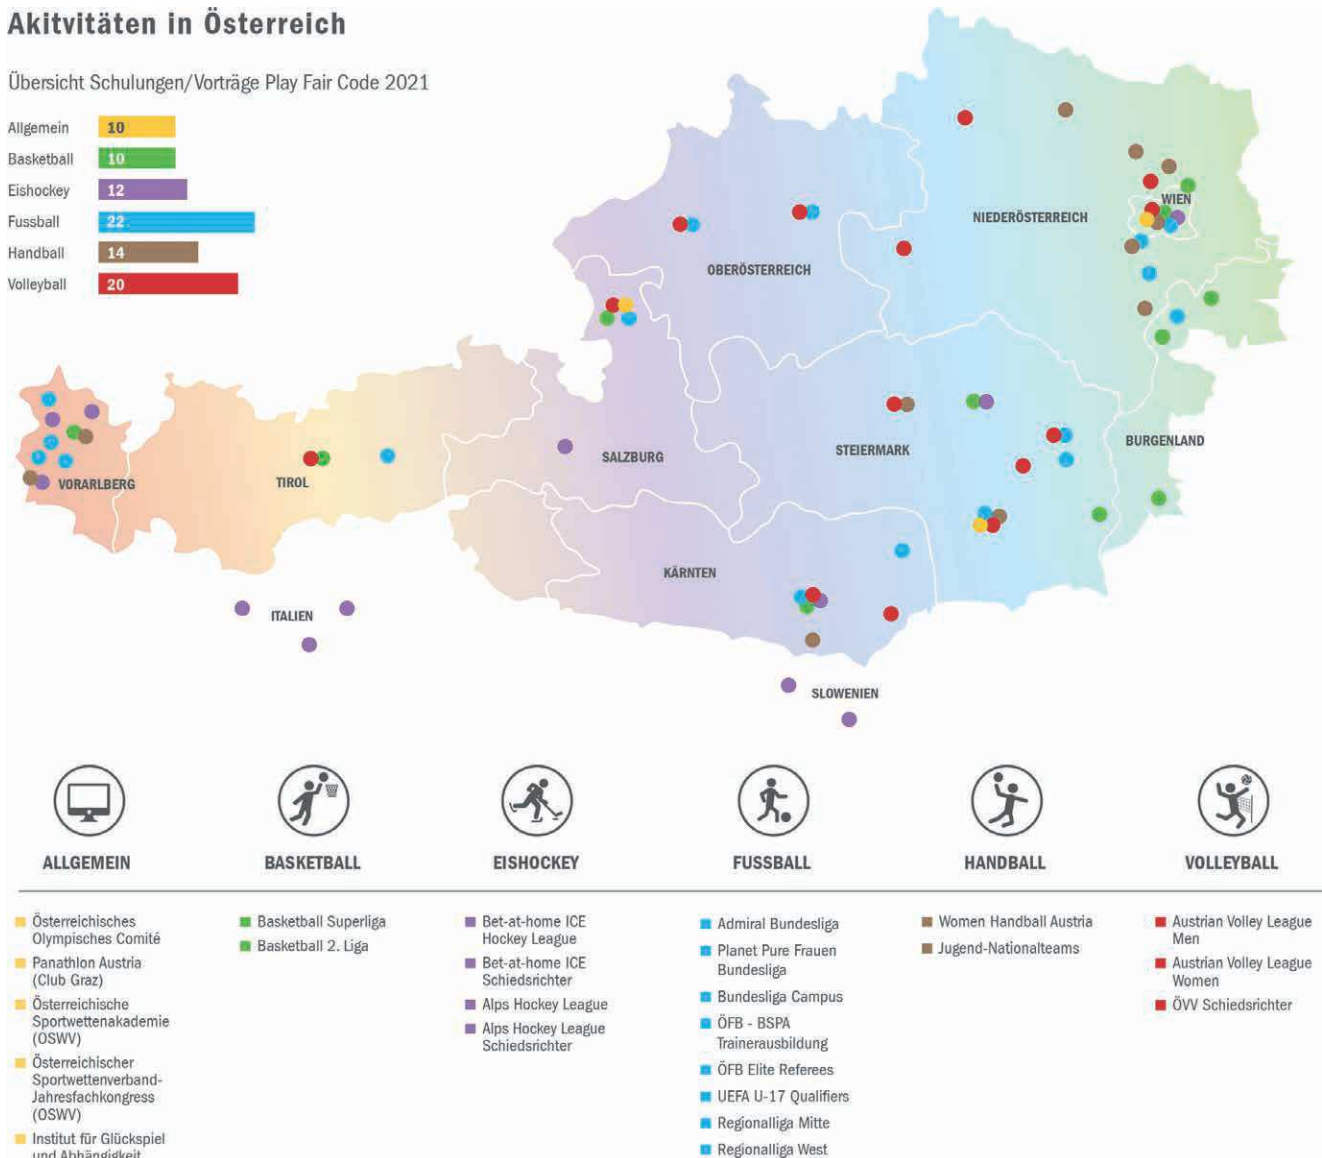 Akitvitäten in Österreich
Übersicht Schulungen/Vorträge Play Fair Code 2021
Allgemein 10
Basketball 10
Eishockey 12
Fussball 22
Handball 14
Volleyball 20
WIEN
NIEDERÖSTERREICH
OBERÖSTERREICH
BURGENLAND
STEIERMARK
SALZBURG
TIROL
VORARLBERG
KÄRNTEN
ITALIEN
SLOWENIEN
ALLGEMEIN
Österreichisches
Olympisches Comité
Panathlon Austria
(Club Graz)
Österreichische
Sportwettenakademie
(OSWV)
Österreichischer
Sportwettenverband-
Jahresfachkongress
(OSWV)
Institut für Glückspiel
und Abhängigkeit
BASKETBALL
Basketball Superliga
Basketball 2. Liga
EISHOCKEY
Bet-at-home ICE
Hockey League
Bet-at-home ICE
Schiedsrichter
Alps Hockey League
Alps Hockey League
Schiedsrichter
FUSSBALL
Admiral Bundesliga
Planet Pure Frauen
Bundesliga
Bundesliga Campus
ÖFB - BSPA
Trainerausbildung
ÖFB Elite Referees
UEFA U-17 Qualifiers
Regionalliga Mitte
Regionalliga West
HANDBALL
Women Handball Austria
Jugend-Nationalteams
VOLLEYBALL
Austrian Volley League
Men
Austrian Volley League
Women
ÖVV Schiedsrichter